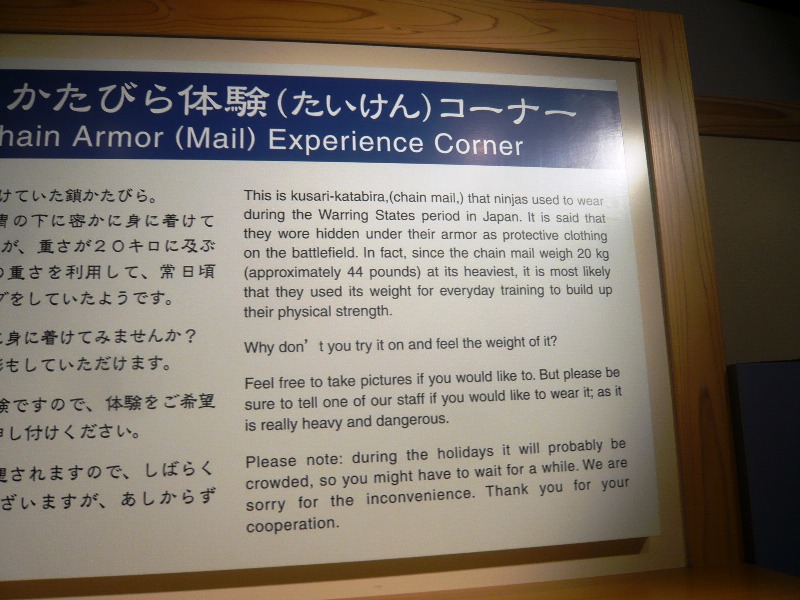 かたびら体験(たいけん)コーナー
hain Armor (Mail) Experience Corner
けていた鎖かたびら。
の下に密かに身に着けて
が、重さが20キロに及ぶ
の重さを利用して、常日頃
をしていたようです。
に身に着けてみませんか?
もしていただけます。
険ですので、体験をご希望
し付けください。
されますので、しばらく
ざいますが、あしからず
This is kusari-katabira,(chain mail,) that ninjas used to wear
during the Warring States period in Japan. It is said that
they wore hidden under their armor as protective clothing
on the battlefield. In fact, since the chain mail weigh 20 kg
(approximately 44 pounds) at its heaviest, it is most likely
that they used its weight for everyday training to build up
their physical strength.
Why don't you try it on and feel the weight of it?
Feel free to take pictures if you would like to. But please be
sure to tell one of our staff if you would like to wear it; as it
is really heavy and dangerous.
Please note: during the holidays it will probably be
crowded, so you might have to wait for a while. We are
sorry for the inconvenience. Thank you for your
cooperation.